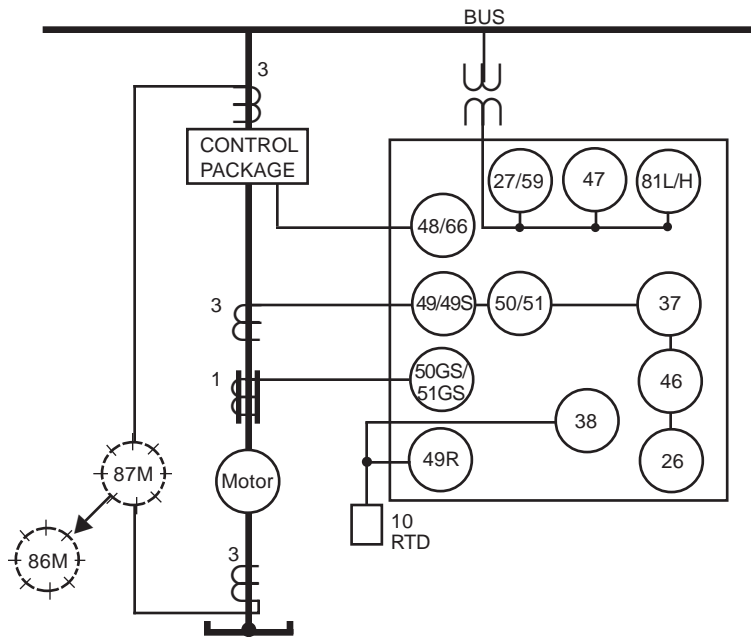 BUS
3
CONTROL
PACKAGE
27/59
47
81L/H
48/66
3
49/49S
50/51
37
1
50GS/
51GS
46
38
87M
Motor
49R
26
10
RTD
86M
3